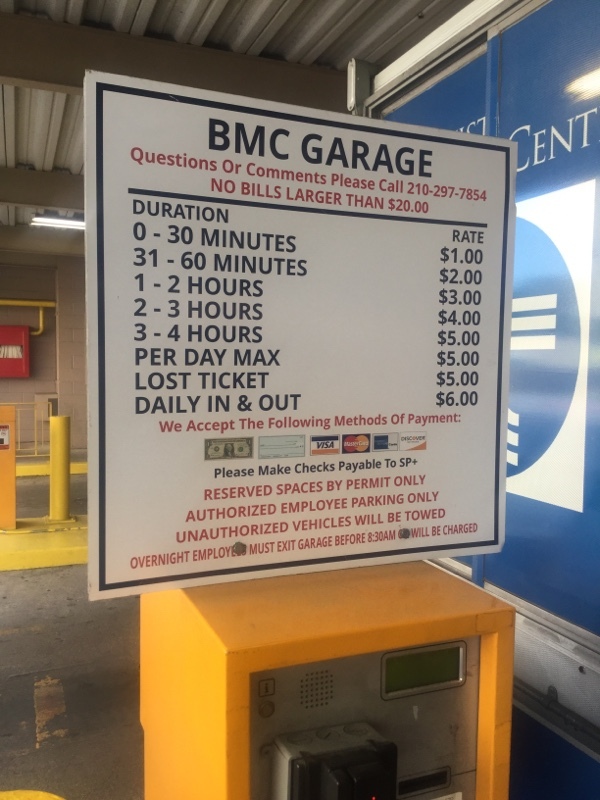 BMC GARAGE
Questions Or Comments Please Call 210-297-7854
NO BILLS LARGER THAN $20.00
DURATION RATE
0 - 30 MINUTES $1.00
31 - 60 MINUTES $2.00
1 - 2 HOURS $3.00
2 - 3 HOURS $4.00
3 - 4 HOURS $5.00
PER DAY MAX $5.00
LOST TICKET $5.00
DAILY IN & OUT $6.00
We Accept The Following Methods Of Payment:
VISA MasterCard DISCOVER
Please Make Checks Payable To SP+
RESERVED SPACES BY PERMIT ONLY
AUTHORIZED EMPLOYEE PARKING ONLY
UNAUTHORIZED VEHICLES WILL BE TOWED
OVERNIGHT EMPLOYEES MUST EXIT GARAGE BEFORE 8:30AM OR WILL BE CHARGED
IST CENT